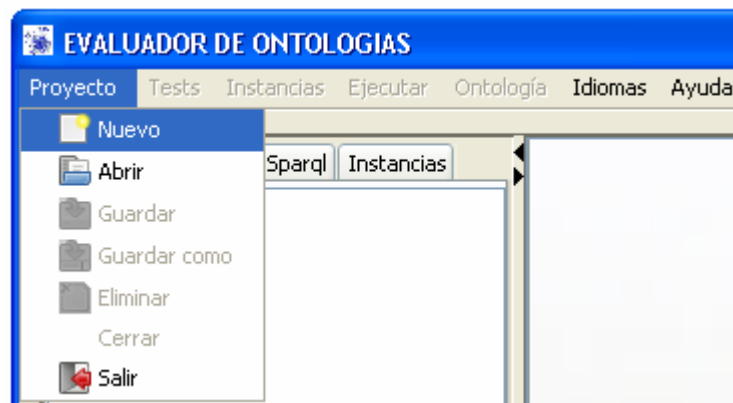 EVALUADOR DE ONTOLOGIAS
Proyecto Tests Instancias Ejecutar Ontología Idiomas Ayuda
Nuevo
Abrir
Sparql Instancias
Guardar
Guardar como
Eliminar
Cerrar
Salir